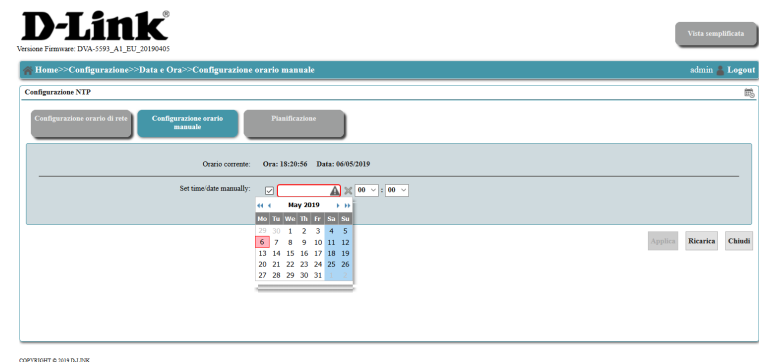 D-Link®
Vista semplificata
Versione Firmware: DVA-5593_A1_EU_20190405
Home>>Configurazione>>Data e Ora>>Configurazione orario manuale admin Logout
Configurazione NTP
Configurazione orario di rete Configurazione orario manuale Pianificazione
Orario corrente: Ora: 18:20:56 Data: 06/05/2019
Set time/date manually: 00 : 00
May 2019
Mo Tu We Th Fr Sa Su
29 30 1 2 3 4 5
6 7 8 9 10 11 12
13 14 15 16 17 18 19
20 21 22 23 24 25 26
27 28 29 30 31
Applica Ricarica Chiudi
COPYRIGHT © 2019 D-LINK